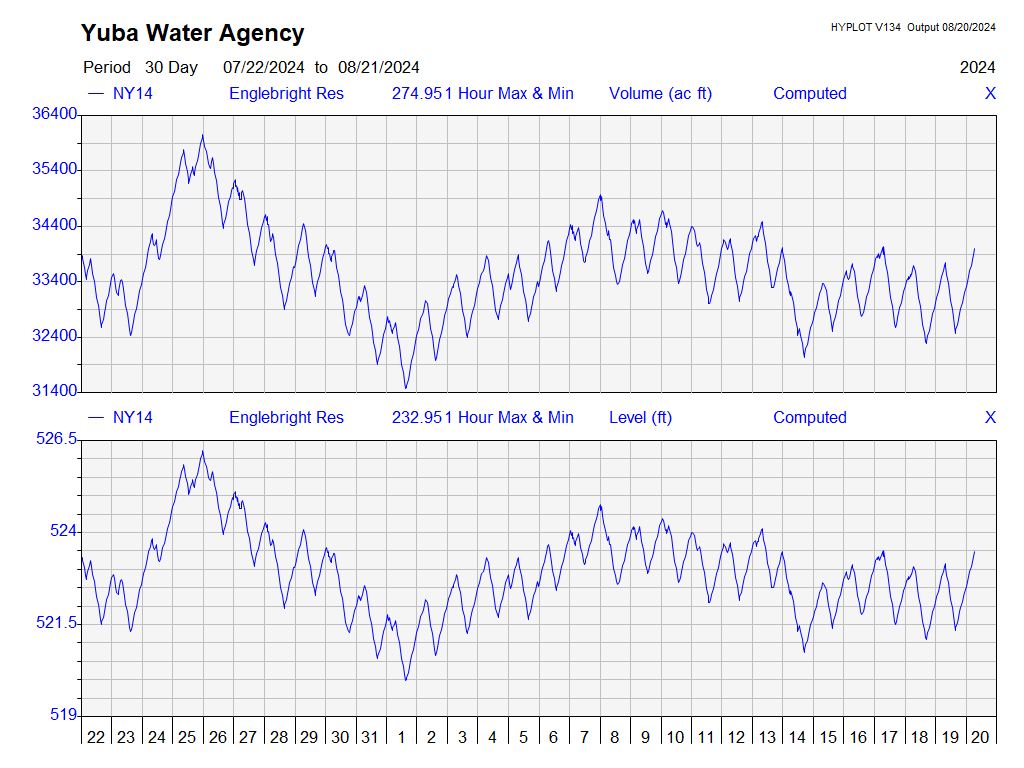 Yuba Water Agency
HYPLOT V134 Output 08/20/2024
Period 30 Day 07/22/2024 to 08/21/2024
2024
NY14 Englebright Res 274.951 Hour Max & Min Volume (ac ft) Computed X
36400
35400
34400
33400
32400
31400
NY14 Englebright Res 232.951 Hour Max & Min Level (ft) Computed X
526.5
524
521.5
519
22 23 24 25 26 27 28 29 30 31 1 2 3 4 5 6 7 8 9 10 11 12 13 14 15 16 17 18 19 20